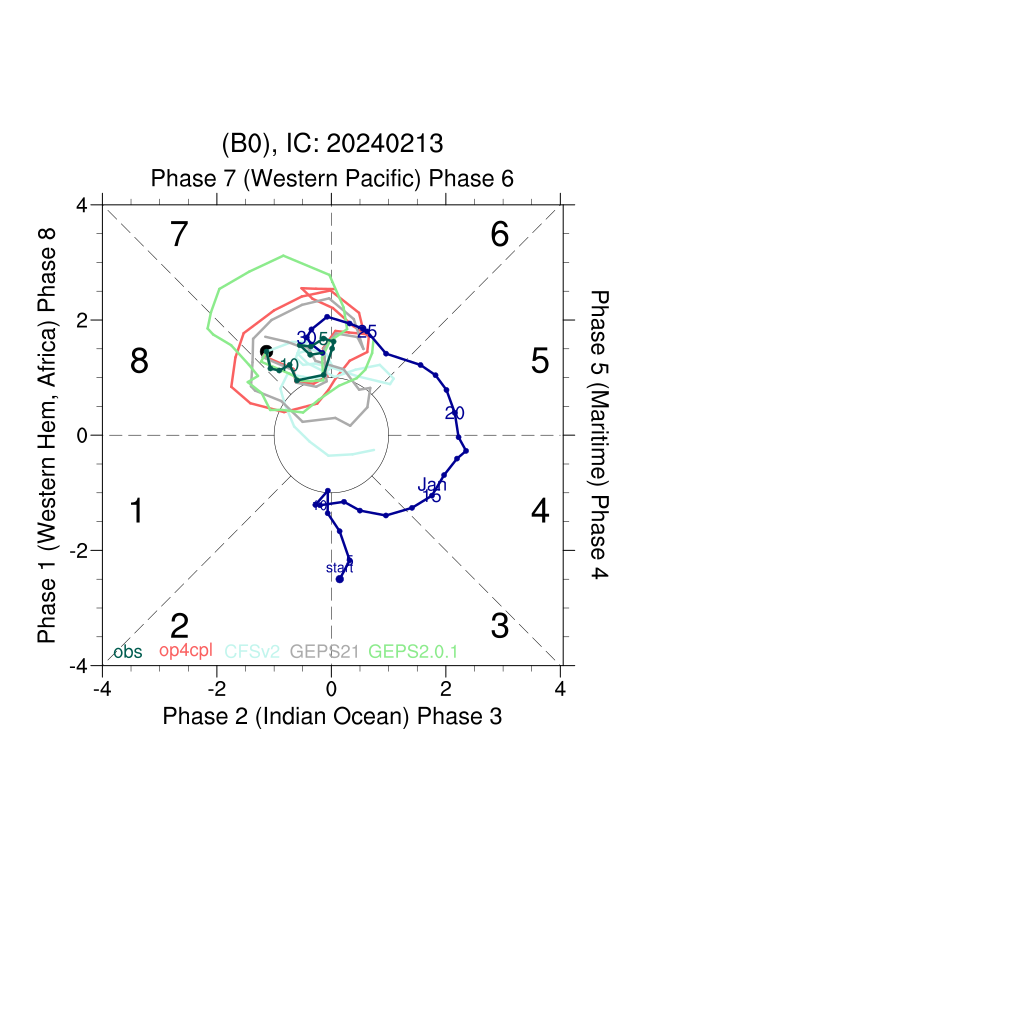 (B0), IC: 20240213
Phase 7 (Western Pacific) Phase 6
Phase 1 (Western Hem, Africa) Phase 8
Phase 5 (Maritime) Phase 4
4
2
0
-2
-4
7
6
8
5
1
4
2
3
30
5
25
10
20
Jan
15
10
5
start
obs op4cpl CFSv2 GEPS21 GEPS2.0.1
-4 -2 0 2 4
Phase 2 (Indian Ocean) Phase 3